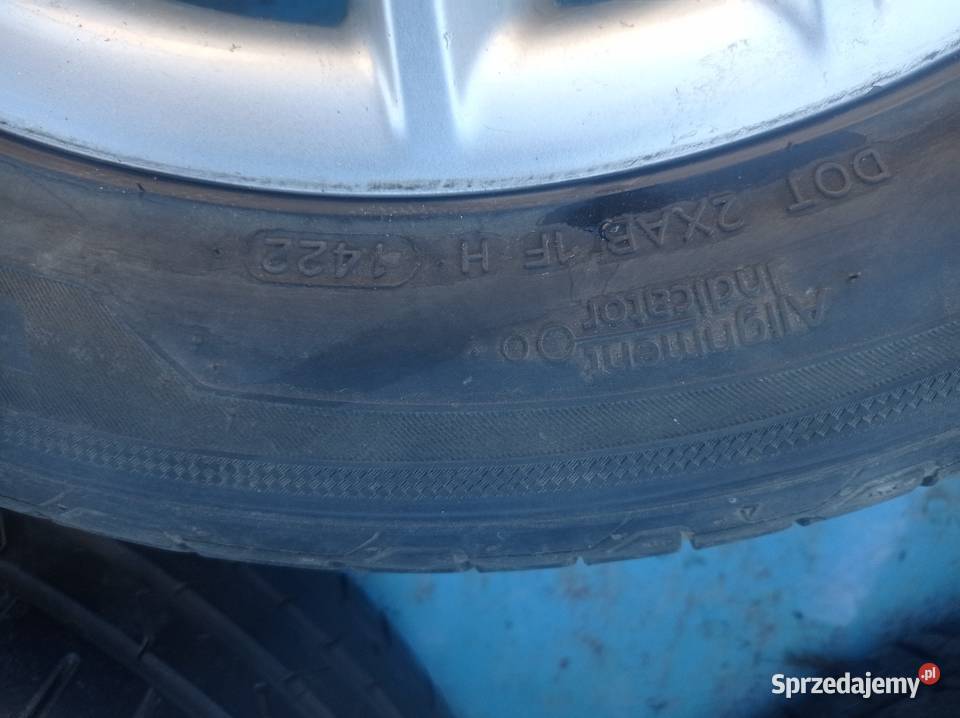 DOT 2XAB 1F H 1422
Alignment
Indicator
Sprzedajemy.pl